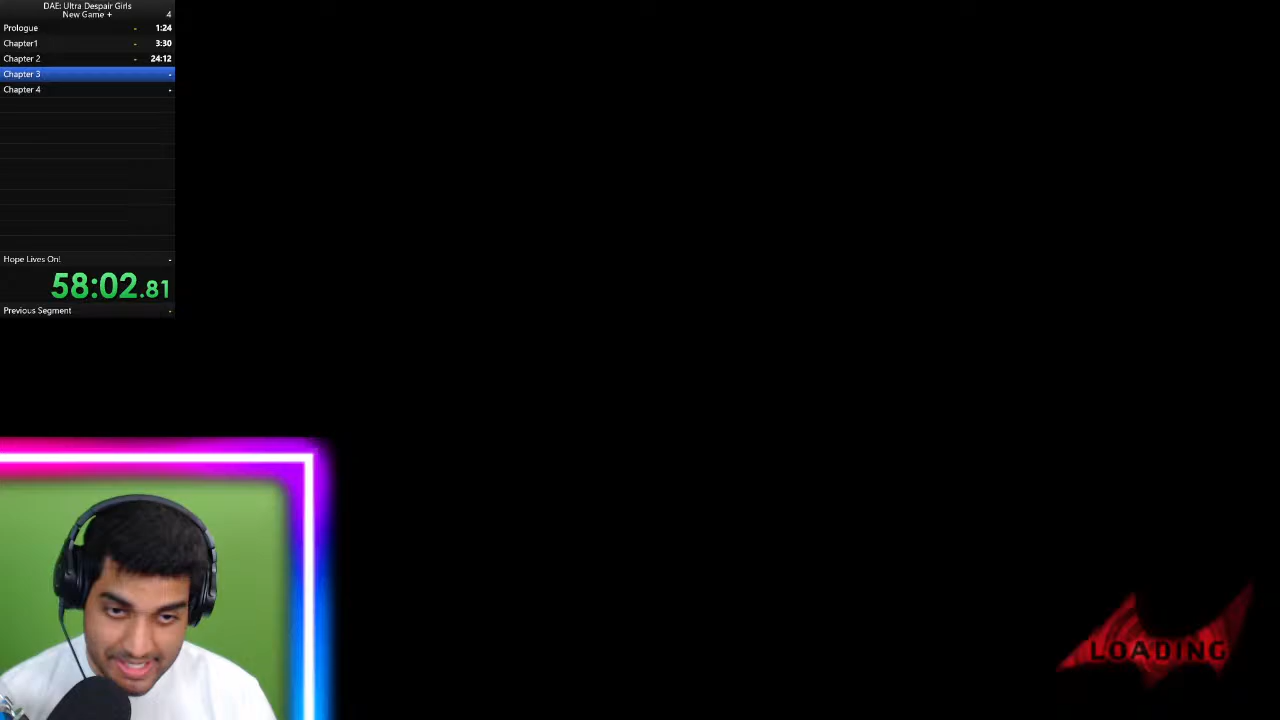 DAE: Ultra Despair Girls
New Game + 4
Prologue - 1:24
Chapter1 - 3:30
Chapter 2 - 24:12
Chapter 3 -
Chapter 4 -
Hope Lives On! -
58:02.81
Previous Segment -
LOADING